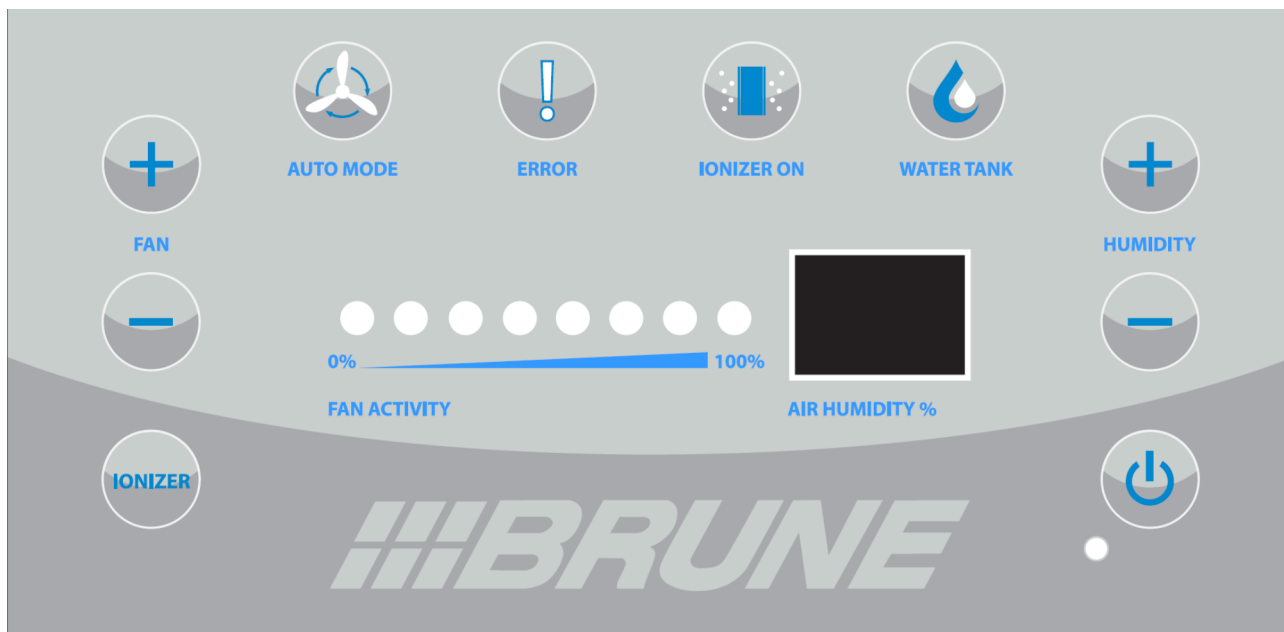 AUTO MODE
ERROR
IONIZER ON
WATER TANK
FAN
HUMIDITY
0%
100%
FAN ACTIVITY
AIR HUMIDITY %
IONIZER
BRUNE